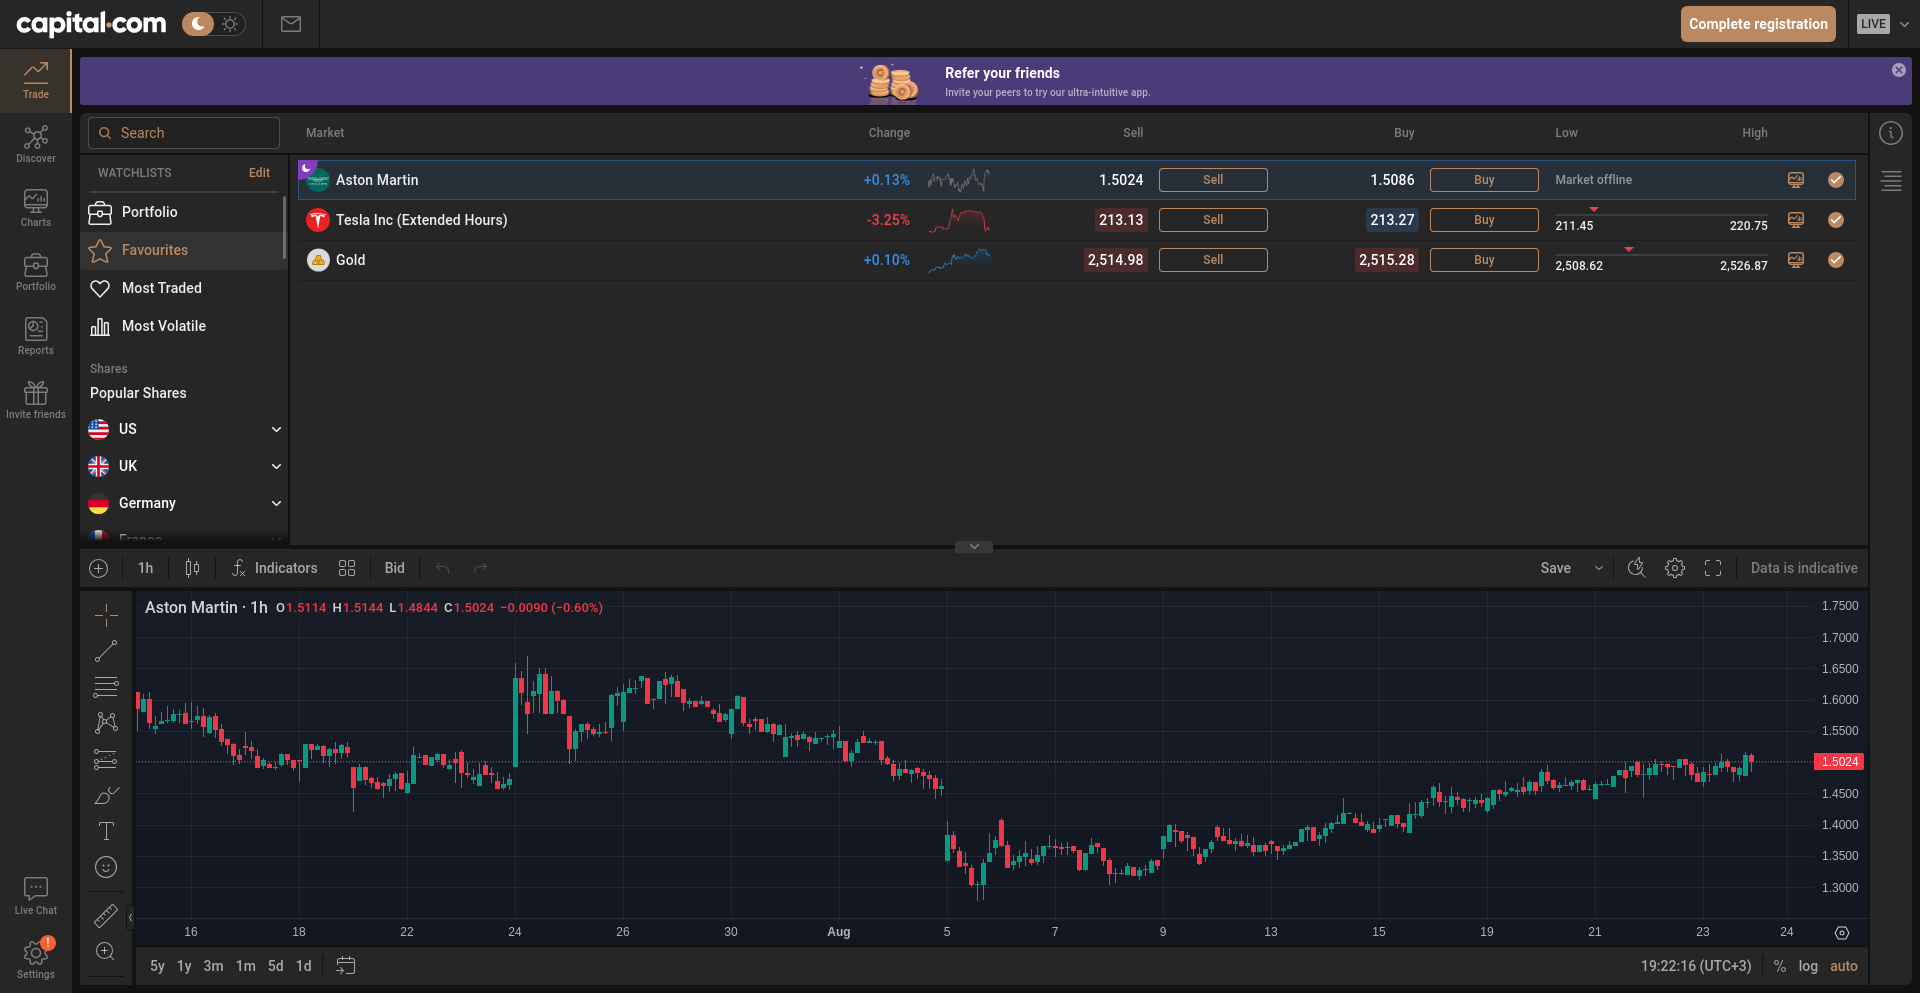 capital.com
Complete registration
LIVE
Refer your friends
Invite your peers to try our ultra-intuitive app.
Trade
Discover
Charts
Portfolio
Reports
Invite friends
Live Chat
!
Settings
Search
WATCHLISTS Edit
Portfolio
Favourites
Most Traded
Most Volatile
Shares
Popular Shares
US
UK
Germany
France
Market Change Sell Buy Low High
Aston Martin +0.13% 1.5024 Sell 1.5086 Buy Market offline
Tesla Inc (Extended Hours) -3.25% 213.13 Sell 213.27 Buy 211.45 220.75
Gold +0.10% 2,514.98 Sell 2,515.28 Buy 2,508.62 2,526.87
1h Indicators Bid Save Data is indicative
Aston Martin · 1h O1.5114 H1.5144 L1.4844 C1.5024 −0.0090 (−0.60%)
1.7500
1.7000
1.6500
1.6000
1.5500
1.5024
1.4500
1.4000
1.3500
1.3000
16 18 22 24 26 30 Aug 5 7 9 13 15 19 21 23 24
5y 1y 3m 1m 5d 1d 19:22:16 (UTC+3) % log auto